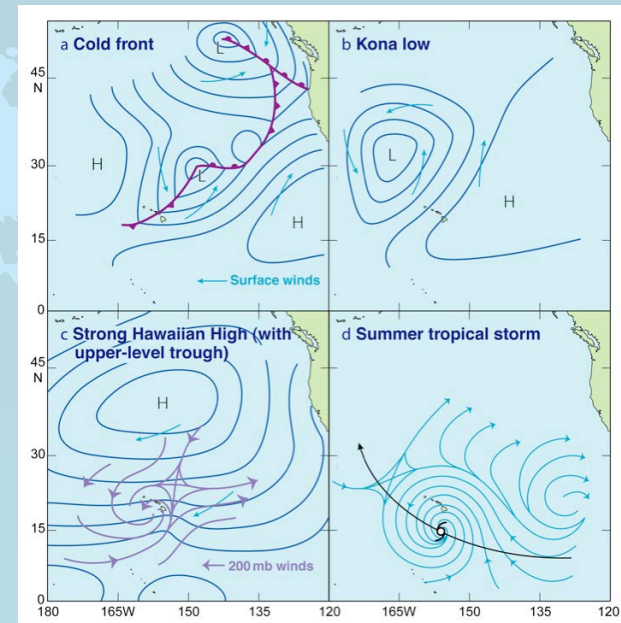 a Cold front
b Kona low
45
N
30
15
0
L
H
L
H
Surface winds
L
H
c Strong Hawaiian High (with
upper-level trough)
d Summer tropical storm
45
N
30
15
0
H
200 mb winds
180
165W
150
135
120
165W
150
135
120